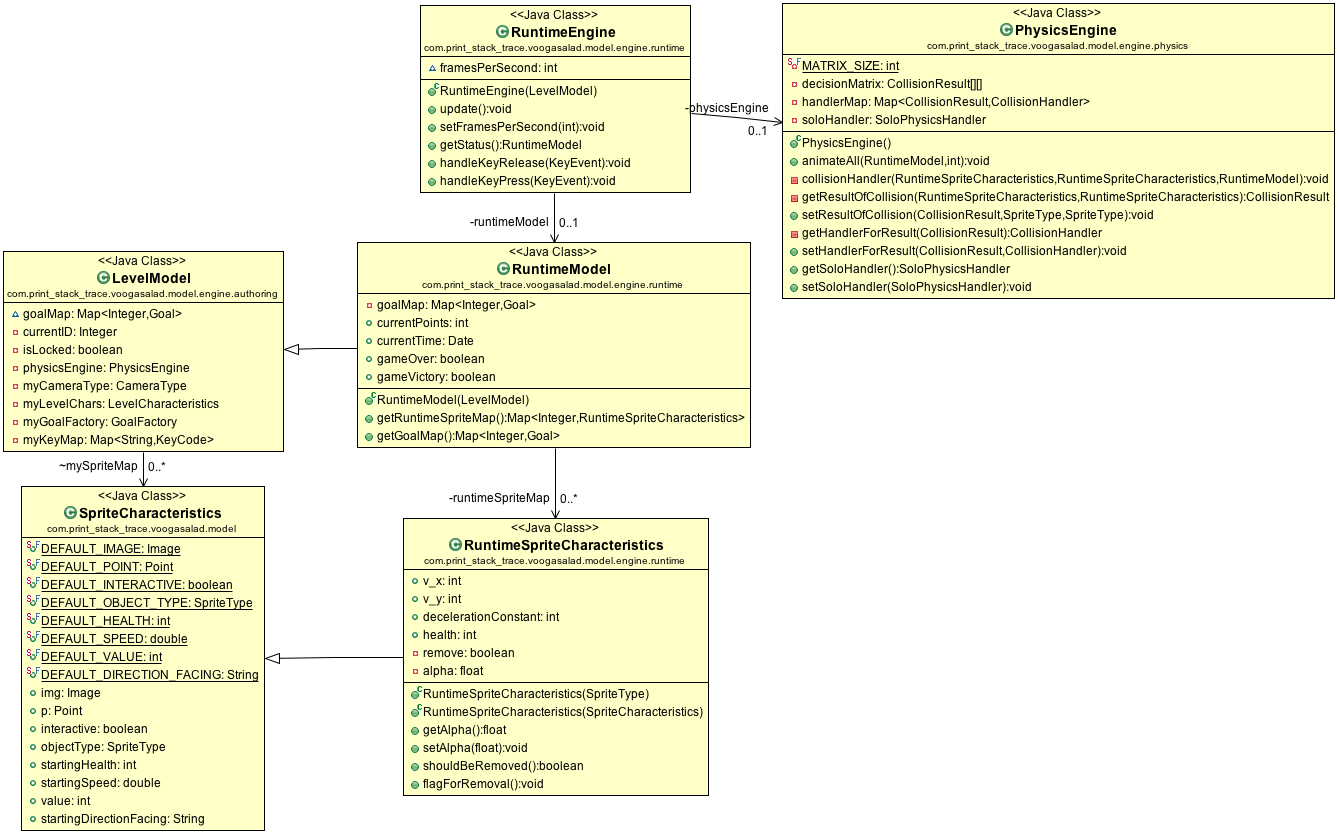 <<Java Class>>
RuntimeEngine
com.print_stack_trace.voogasalad.model.engine.runtime
framesPerSecond: int
RuntimeEngine(LevelModel)
update():void
setFramesPerSecond(int):void
getStatus():RuntimeModel
handleKeyRelease(KeyEvent):void
handleKeyPress(KeyEvent):void
-physicsEngine
0..1
<<Java Class>>
PhysicsEngine
com.print_stack_trace.voogasalad.model.engine.physics
MATRIX_SIZE: int
decisionMatrix: CollisionResult[][]
handlerMap: Map<CollisionResult,CollisionHandler>
soloHandler: SoloPhysicsHandler
PhysicsEngine()
animateAll(RuntimeModel,int):void
collisionHandler(RuntimeSpriteCharacteristics,RuntimeSpriteCharacteristics,RuntimeModel):void
getResultOfCollision(RuntimeSpriteCharacteristics,RuntimeSpriteCharacteristics):CollisionResult
setResultOfCollision(CollisionResult,SpriteType,SpriteType):void
getHandlerForResult(CollisionResult):CollisionHandler
setHandlerForResult(CollisionResult,CollisionHandler):void
getSoloHandler():SoloPhysicsHandler
setSoloHandler(SoloPhysicsHandler):void
-runtimeModel
0..1
<<Java Class>>
LevelModel
com.print_stack_trace.voogasalad.model.engine.authoring
goalMap: Map<Integer,Goal>
currentID: Integer
isLocked: boolean
physicsEngine: PhysicsEngine
myCameraType: CameraType
myLevelChars: LevelCharacteristics
myGoalFactory: GoalFactory
myKeyMap: Map<String,KeyCode>
<<Java Class>>
RuntimeModel
com.print_stack_trace.voogasalad.model.engine.runtime
goalMap: Map<Integer,Goal>
currentPoints: int
currentTime: Date
gameOver: boolean
gameVictory: boolean
RuntimeModel(LevelModel)
getRuntimeSpriteMap():Map<Integer,RuntimeSpriteCharacteristics>
getGoalMap():Map<Integer,Goal>
~mySpriteMap
0..*
<<Java Class>>
SpriteCharacteristics
com.print_stack_trace.voogasalad.model
DEFAULT_IMAGE: Image
DEFAULT_POINT: Point
DEFAULT_INTERACTIVE: boolean
DEFAULT_OBJECT_TYPE: SpriteType
DEFAULT_HEALTH: int
DEFAULT_SPEED: double
DEFAULT_VALUE: int
DEFAULT_DIRECTION_FACING: String
img: Image
p: Point
interactive: boolean
objectType: SpriteType
startingHealth: int
startingSpeed: double
value: int
startingDirectionFacing: String
-runtimeSpriteMap
0..*
<<Java Class>>
RuntimeSpriteCharacteristics
com.print_stack_trace.voogasalad.model.engine.runtime
v_x: int
v_y: int
decelerationConstant: int
health: int
remove: boolean
alpha: float
RuntimeSpriteCharacteristics(SpriteType)
RuntimeSpriteCharacteristics(SpriteCharacteristics)
getAlpha():float
setAlpha(float):void
shouldBeRemoved():boolean
flagForRemoval():void